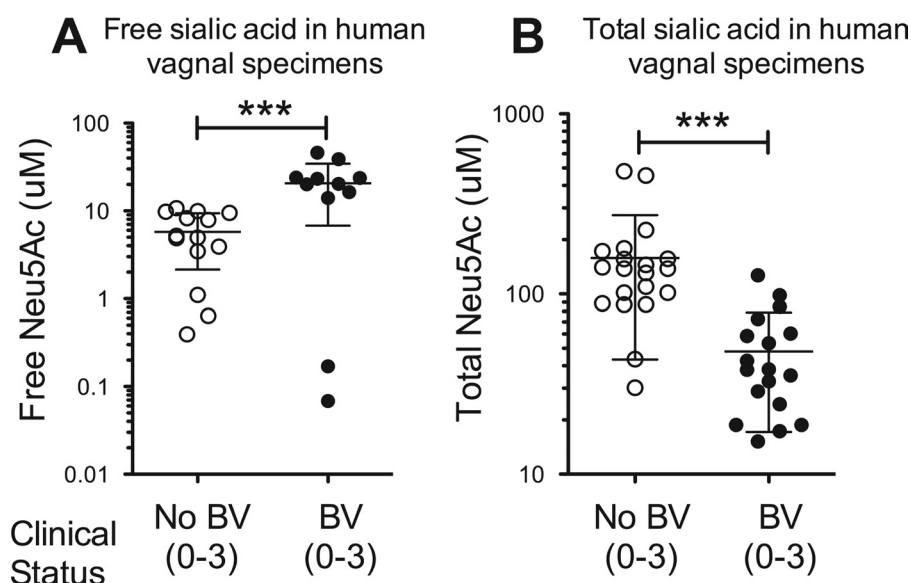 A Free sialic acid in human
vagnal specimens
***
Free Neu5Ac (uM)
100
10
1
0.1
0.01
No BV
(0-3)
BV
(0-3)
Clinical
Status
B Total sialic acid in human
vagnal specimens
***
Total Neu5Ac (uM)
1000
100
10
No BV
(0-3)
BV
(0-3)